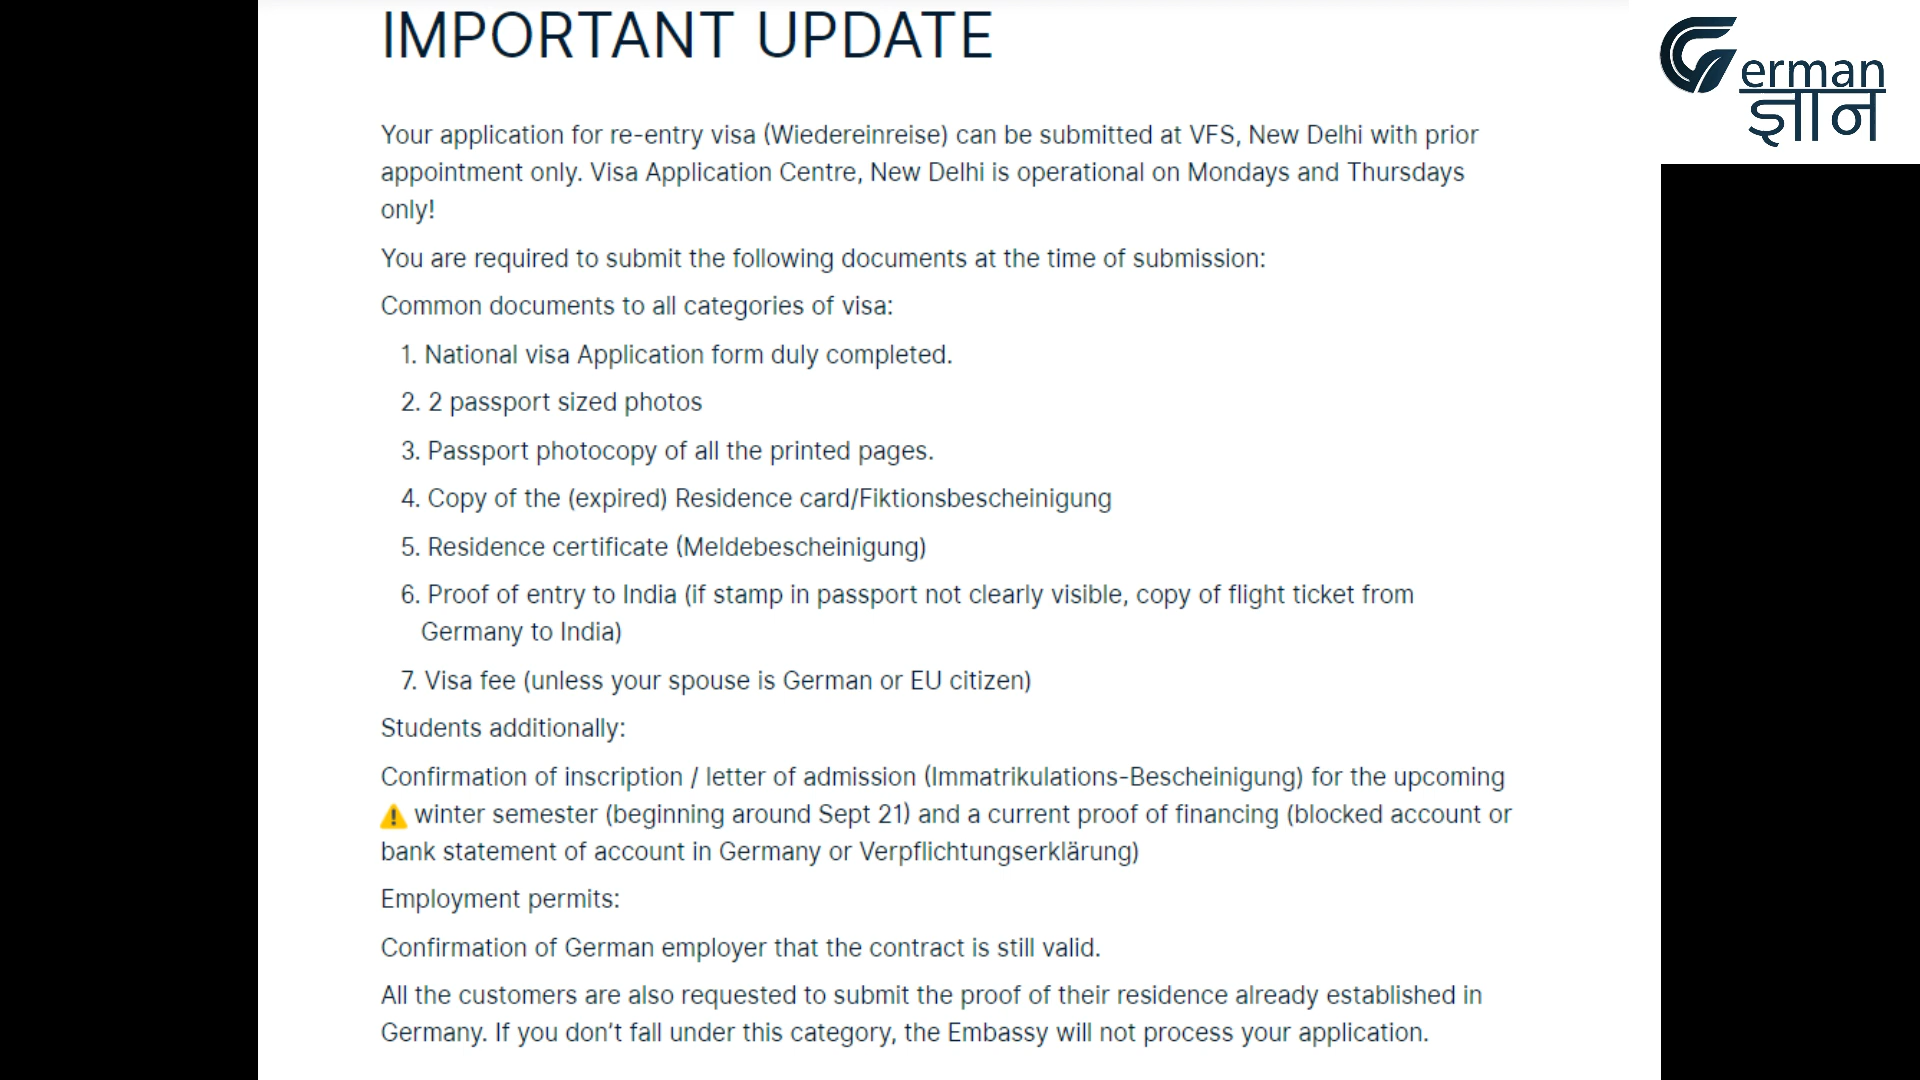 IMPORTANT UPDATE
German
ज्ञान
Your application for re-entry visa (Wiedereinreise) can be submitted at VFS, New Delhi with prior
appointment only. Visa Application Centre, New Delhi is operational on Mondays and Thursdays
only!
You are required to submit the following documents at the time of submission:
Common documents to all categories of visa:
1. National visa Application form duly completed.
2. 2 passport sized photos
3. Passport photocopy of all the printed pages.
4. Copy of the (expired) Residence card/Fiktionsbescheinigung
5. Residence certificate (Meldebescheinigung)
6. Proof of entry to India (if stamp in passport not clearly visible, copy of flight ticket from
Germany to India)
7. Visa fee (unless your spouse is German or EU citizen)
Students additionally:
Confirmation of inscription / letter of admission (Immatrikulations-Bescheinigung) for the upcoming
⚠ winter semester (beginning around Sept 21) and a current proof of financing (blocked account or
bank statement of account in Germany or Verpflichtungserklärung)
Employment permits:
Confirmation of German employer that the contract is still valid.
All the customers are also requested to submit the proof of their residence already established in
Germany. If you don’t fall under this category, the Embassy will not process your application.